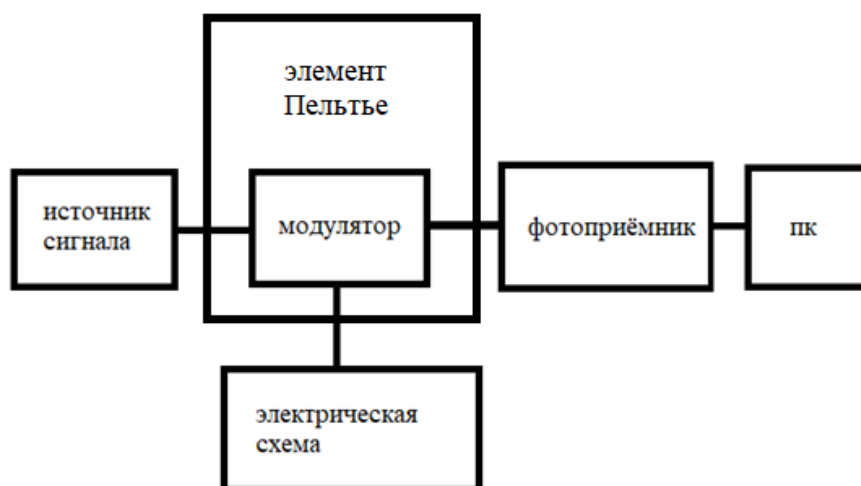 элемент
Пельтье
источник
сигнала
модулятор
фотоприёмник
пк
электрическая
схема